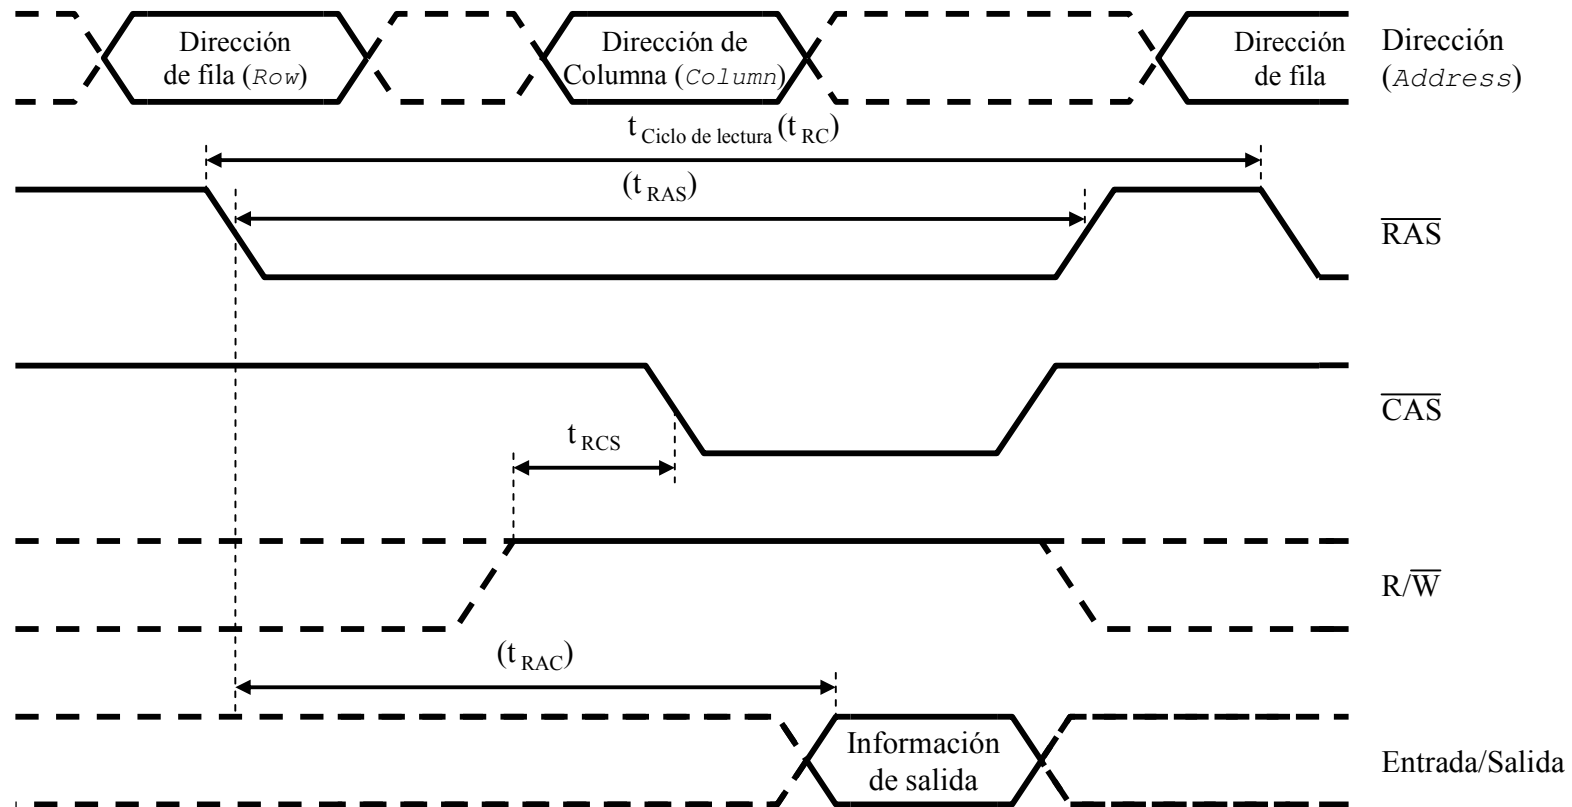 Dirección
de fila (Row)
Dirección de
Columna (Column)
Dirección
de fila
Dirección
(Address)
t Ciclo de lectura (t RC)
(t RAS)
RAS
CAS
t RCS
R/W
(t RAC)
Información
de salida
Entrada/Salida